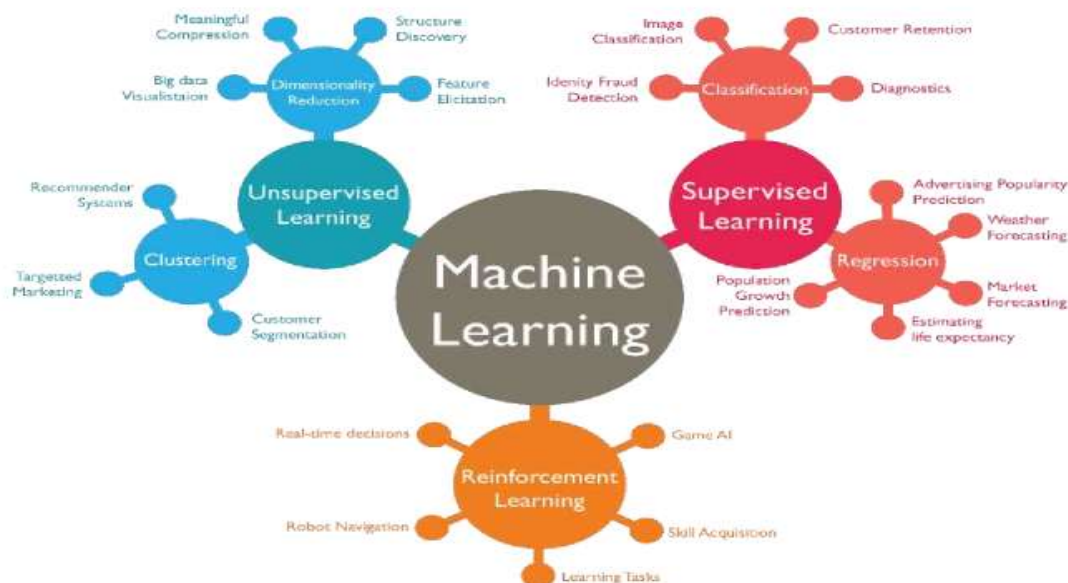 Meaningful
Compression
Structure
Discovery
Big data
Visualistaion
Dimensionality
Reduction
Feature
Elicitation
Unsupervised
Learning
Recommender
Systems
Clustering
Targetted
Marketing
Customer
Segmentation
Machine
Learning
Image
Classification
Customer Retention
Idenity Fraud
Detection
Classification
Diagnostics
Supervised
Learning
Advertising Popularity
Prediction
Weather
Forecasting
Regression
Population
Growth
Prediction
Market
Forecasting
Estimating
life expectancy
Real-time decisions
Game AI
Reinforcement
Learning
Robot Navigation
Skill Acquisition
Learning Tasks